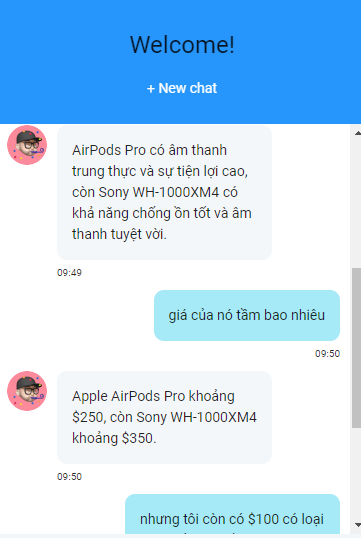 Welcome!
+ New chat
AirPods Pro có âm thanh
trung thực và sự tiện lợi cao,
còn Sony WH-1000XM4 có
khả năng chống ồn tốt và âm
thanh tuyệt vời.
09:49
giá của nó tầm bao nhiêu
09:50
Apple AirPods Pro khoảng
$250, còn Sony WH-1000XM4
khoảng $350.
09:50
nhưng tôi còn có $100 có loại